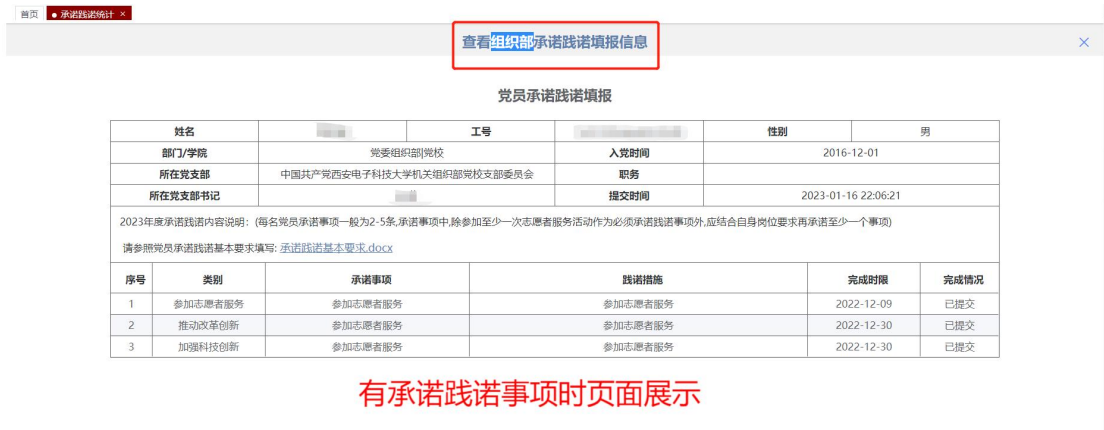 首页 ● 承诺践诺统计 ×
查看组织部承诺践诺填报信息 ×
党员承诺践诺填报
姓名 工号 性别 男
部门/学院 党委组织部|党校 入党时间 2016-12-01
所在党支部 中国共产党西安电子科技大学机关组织部党校支部委员会 职务
所在党支部书记 提交时间 2023-01-16 22:06:21
2023年度承诺践诺内容说明：(每名党员承诺事项一般为2-5条,承诺事项中,除参加至少一次志愿者服务活动作为必须承诺践诺事项外,应结合自身岗位要求再承诺至少一个事项)
请参照党员承诺践诺基本要求填写: 承诺践诺基本要求.docx
序号 类别 承诺事项 践诺措施 完成时限 完成情况
1 参加志愿者服务 参加志愿者服务 参加志愿者服务 2022-12-09 已提交
2 推动改革创新 参加志愿者服务 参加志愿者服务 2022-12-30 已提交
3 加强科技创新 参加志愿者服务 参加志愿者服务 2022-12-30 已提交
有承诺践诺事项时页面展示